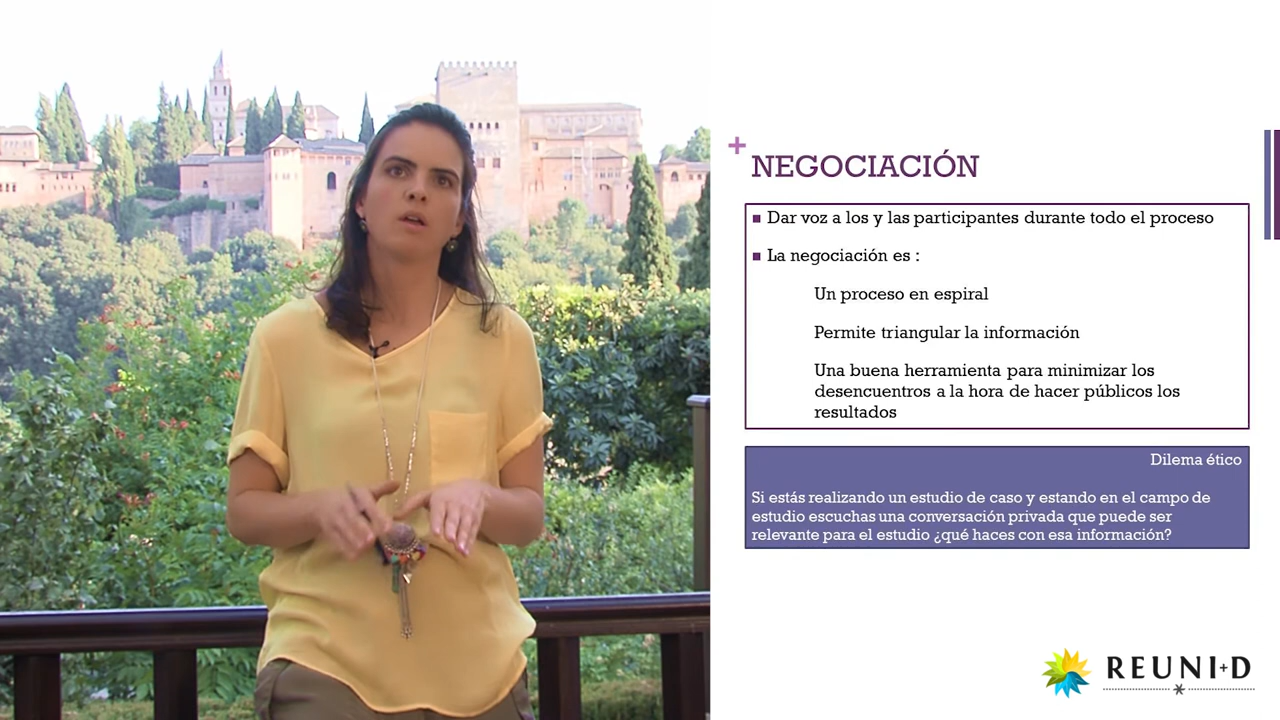 +
NEGOCIACIÓN
▪ Dar voz a los y las participantes durante todo el proceso
▪ La negociación es :
Un proceso en espiral
Permite triangular la información
Una buena herramienta para minimizar los
desencuentros a la hora de hacer públicos los
resultados
Dilema ético
Si estás realizando un estudio de caso y estando en el campo de
estudio escuchas una conversación privada que puede ser
relevante para el estudio ¿qué haces con esa información?
REUNI+D